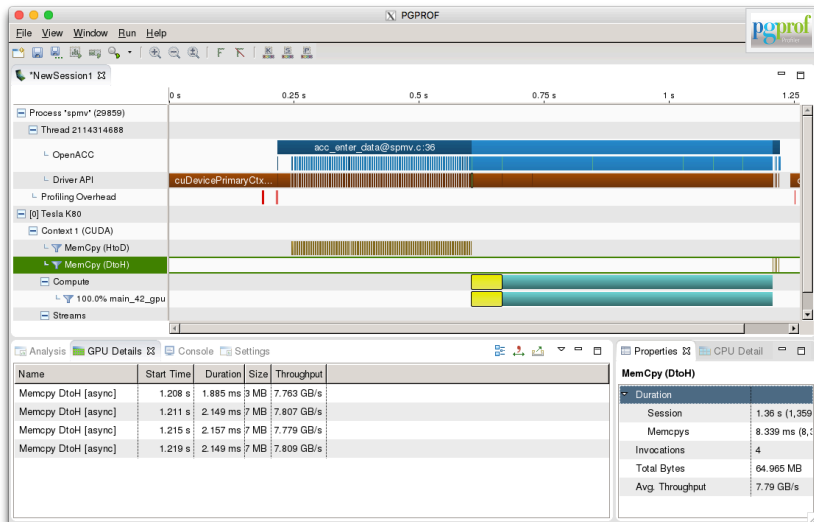 PGPROF
File View Window Run Help
pgprof
*NewSession1
0 s 0.25 s 0.5 s 0.75 s 1 s 1.25
Process "spmv" (29859)
Thread 2114314688
OpenACC acc_enter_data@spmv.c:36
Driver API cuDevicePrimaryCtx...
Profiling Overhead
[0] Tesla K80
Context 1 (CUDA)
MemCpy (HtoD)
MemCpy (DtoH)
Compute
100.0% main_42_gpu
Streams
Analysis GPU Details Console Settings
Name Start Time Duration Size Throughput
Memcpy DtoH [async] 1.208 s 1.885 ms 3 MB 7.763 GB/s
Memcpy DtoH [async] 1.211 s 2.149 ms 7 MB 7.807 GB/s
Memcpy DtoH [async] 1.215 s 2.157 ms 7 MB 7.779 GB/s
Memcpy DtoH [async] 1.219 s 2.149 ms 7 MB 7.809 GB/s
Properties CPU Detail
MemCpy (DtoH)
Duration
Session 1.36 s (1,359
Memcpys 8.339 ms (8,
Invocations 4
Total Bytes 64.965 MB
Avg. Throughput 7.79 GB/s